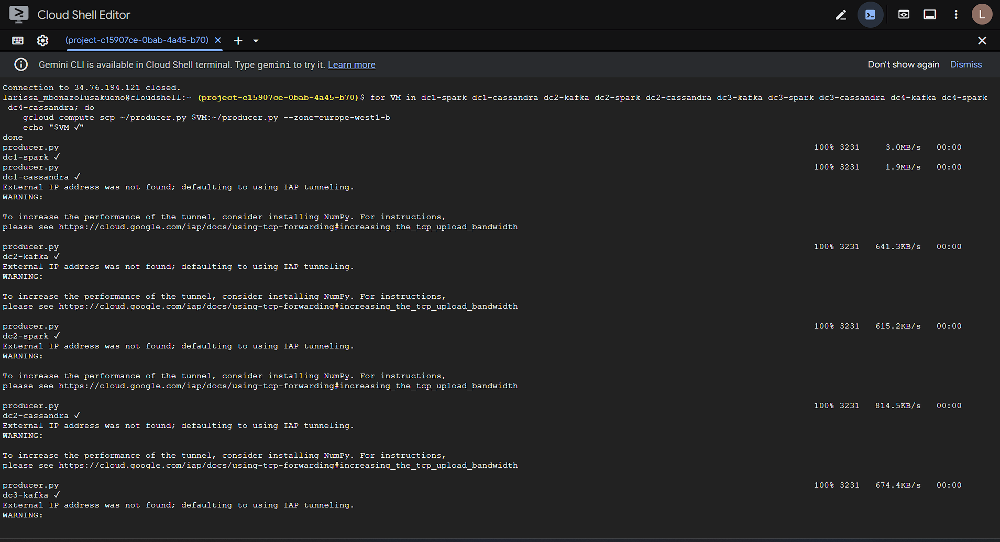 Cloud Shell Editor
L
(project-c15907ce-0bab-4a45-b70)
Gemini CLI is available in Cloud Shell terminal. Type gemini to try it. Learn more
Don't show again
Dismiss
Connection to 34.76.194.121 closed.
larissa_mbonazolusakueno@cloudshell:~ (project-c15907ce-0bab-4a45-b70)$ for VM in dc1-spark dc1-cassandra dc2-kafka dc2-spark dc2-cassandra dc3-kafka dc3-spark dc3-cassandra dc4-kafka dc4-spark
dc4-cassandra; do
gcloud compute scp ~/producer.py $VM:~/producer.py --zone=europe-west1-b
echo "$VM ✓"
done
producer.py 100% 3231 3.0MB/s 00:00
dc1-spark ✓
producer.py 100% 3231 1.9MB/s 00:00
dc1-cassandra ✓
External IP address was not found; defaulting to using IAP tunneling.
WARNING:
To increase the performance of the tunnel, consider installing NumPy. For instructions,
please see https://cloud.google.com/iap/docs/using-tcp-forwarding#increasing_the_tcp_upload_bandwidth
producer.py 100% 3231 641.3KB/s 00:00
dc2-kafka ✓
External IP address was not found; defaulting to using IAP tunneling.
WARNING:
To increase the performance of the tunnel, consider installing NumPy. For instructions,
please see https://cloud.google.com/iap/docs/using-tcp-forwarding#increasing_the_tcp_upload_bandwidth
producer.py 100% 3231 615.2KB/s 00:00
dc2-spark ✓
External IP address was not found; defaulting to using IAP tunneling.
WARNING:
To increase the performance of the tunnel, consider installing NumPy. For instructions,
please see https://cloud.google.com/iap/docs/using-tcp-forwarding#increasing_the_tcp_upload_bandwidth
producer.py 100% 3231 814.5KB/s 00:00
dc2-cassandra ✓
External IP address was not found; defaulting to using IAP tunneling.
WARNING:
To increase the performance of the tunnel, consider installing NumPy. For instructions,
please see https://cloud.google.com/iap/docs/using-tcp-forwarding#increasing_the_tcp_upload_bandwidth
producer.py 100% 3231 674.4KB/s 00:00
dc3-kafka ✓
External IP address was not found; defaulting to using IAP tunneling.
WARNING: